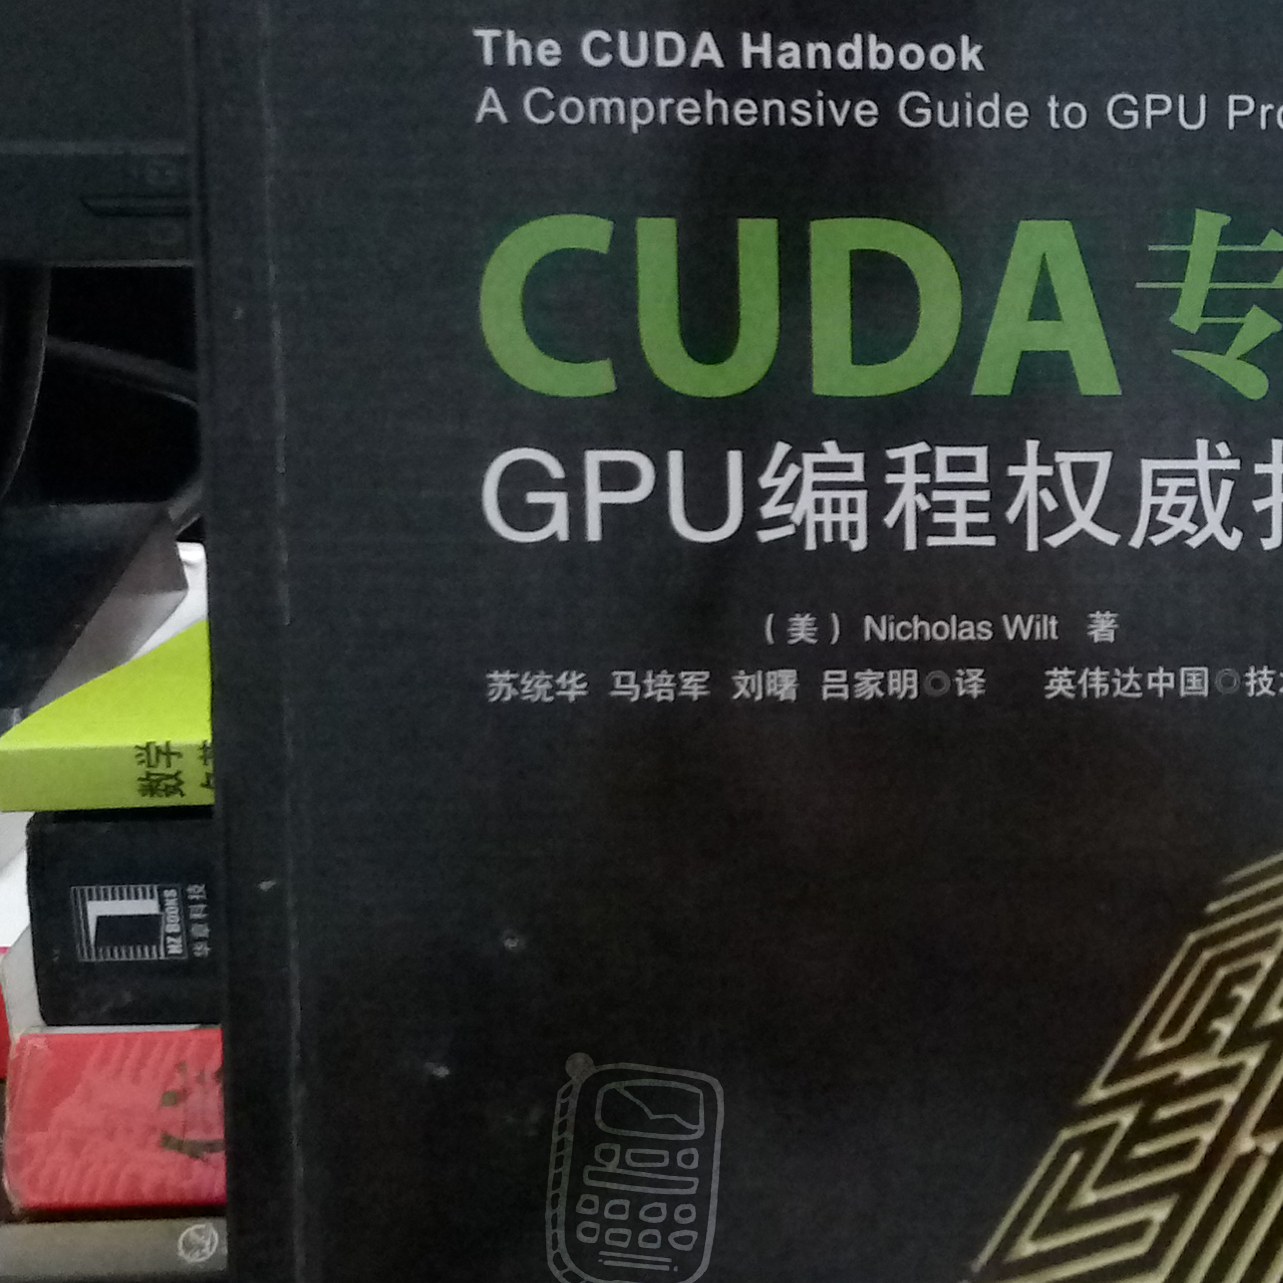 The CUDA Handbook
A Comprehensive Guide to GPU Pro
CUDA专
GPU编程权威
（美） Nicholas Wilt 著
苏统华 马培军 刘曙 吕家明◎译 英伟达中国◎技
数学
HZ BOOKS
华章科技